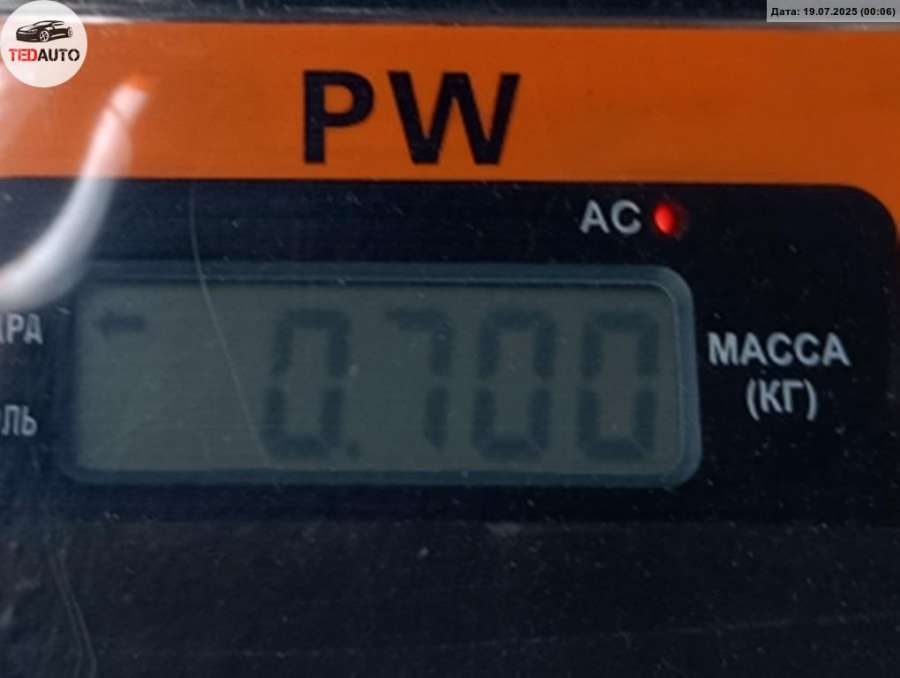 TEDAUTO
Дата: 19.07.2025 (00:06)
PW
AC
0.700
МАССА
(КГ)